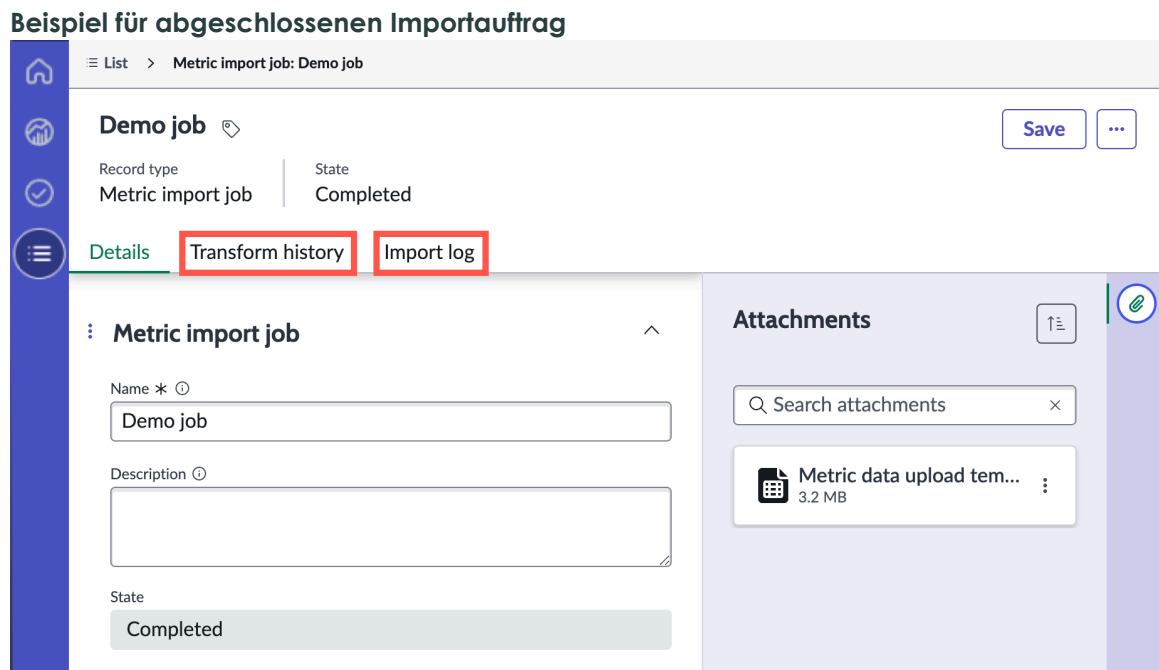 Beispiel für abgeschlossenen Importauftrag
List > Metric import job: Demo job
Demo job
Save ...
Record type
Metric import job
State
Completed
Details
Transform history
Import log
Metric import job
Name *
Demo job
Description
State
Completed
Attachments
Search attachments
Metric data upload tem...
3.2 MB